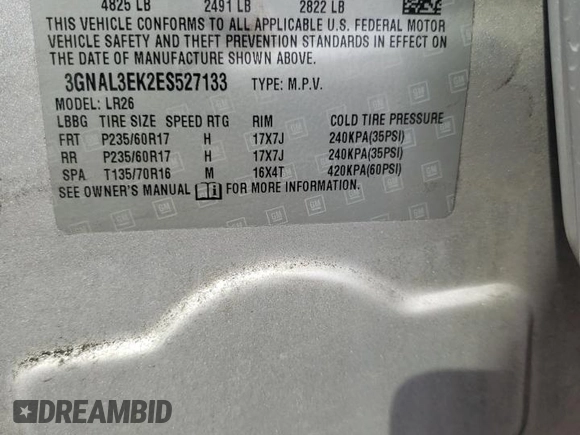 4825 LB 2491 LB 2822 LB
THIS VEHICLE CONFORMS TO ALL APPLICABLE U.S. FEDERAL MOTOR
VEHICLE SAFETY AND THEFT PREVENTION STANDARDS IN EFFECT ON
THE DATE OF MANUFACTURE SHOWN ABOVE.
3GNAL3EK2ES527133 TYPE: M.P.V.
MODEL: LR26
LBBG TIRE SIZE SPEED RTG RIM COLD TIRE PRESSURE
FRT P235/60R17 H 17X7J 240KPA(35PSI)
RR P235/60R17 H 17X7J 240KPA(35PSI)
SPA T135/70R16 M 16X4T 420KPA(60PSI)
SEE OWNER'S MANUAL FOR MORE INFORMATION.
GM
DREAMBID